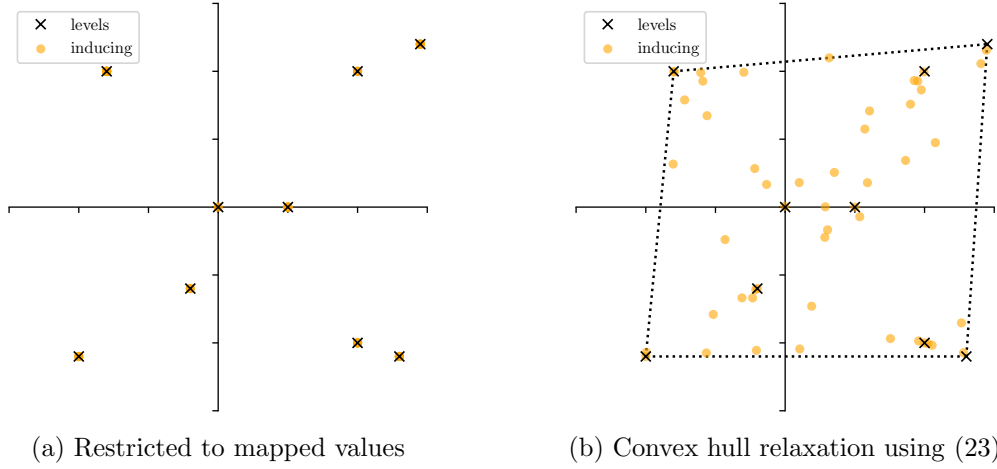 levels
inducing
levels
inducing
(a) Restricted to mapped values
(b) Convex hull relaxation using (23)